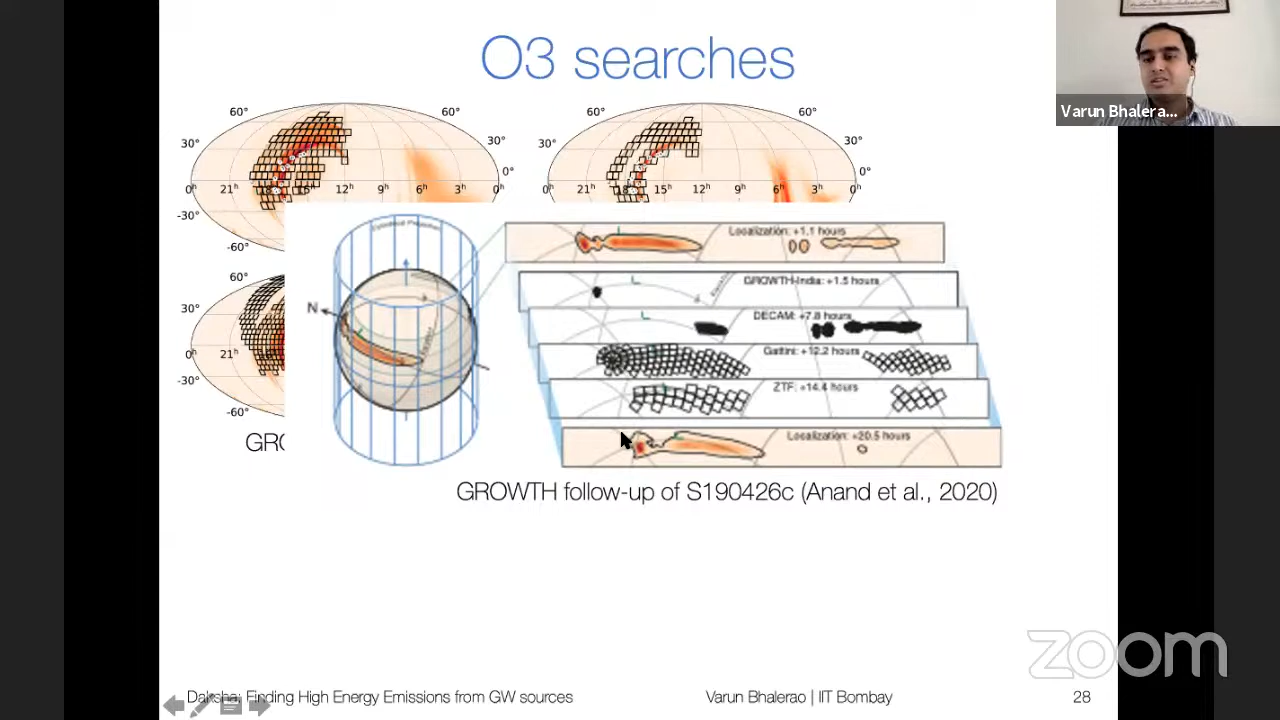 O3 searches
Varun Bhalera...
60°
60°
60°
60°
30°
30°
30°
30°
0°
0°
0h
21h
18h
15h
12h
9h
6h
3h
0h
0h
21h
18h
15h
12h
9h
6h
3h
0h
-30°
-60°
60°
30°
0h
21h
-30°
-60°
N
Localization: +1.1 hours
GROWTH-India: +1.5 hours
DECAM: +7.8 hours
Gattini: +12.2 hours
ZTF: +14.4 hours
Localization: +20.5 hours
GRO
GROWTH follow-up of S190426c (Anand et al., 2020)
zoom
Daksha: Finding High Energy Emissions from GW sources
Varun Bhalerao | IIT Bombay
28